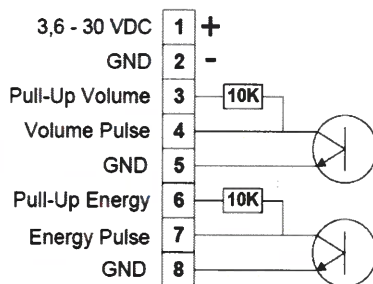 3,6 - 30 VDC 1 +
GND 2 -
Pull-Up Volume 3 10K
Volume Pulse 4
GND 5
Pull-Up Energy 6 10K
Energy Pulse 7
GND 8